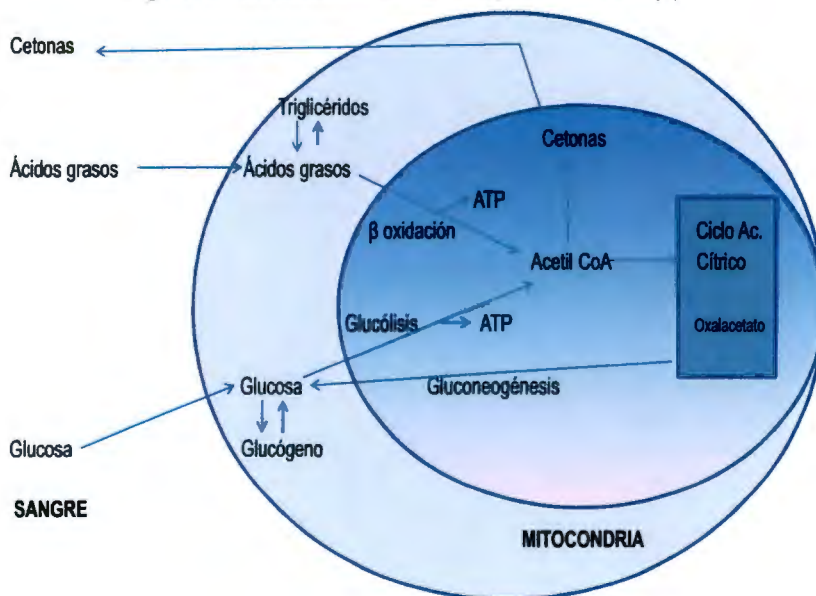 Cetonas
Triglicéridos
Cetonas
Ácidos grasos
Ácidos grasos
ATP
β oxidación
Ciclo Ac.
Acetil CoA
Cítrico
Glucólisis
ATP
Oxalacetato
Glucosa
Gluconeogénesis
Glucosa
Glucógeno
SANGRE
MITOCONDRIA